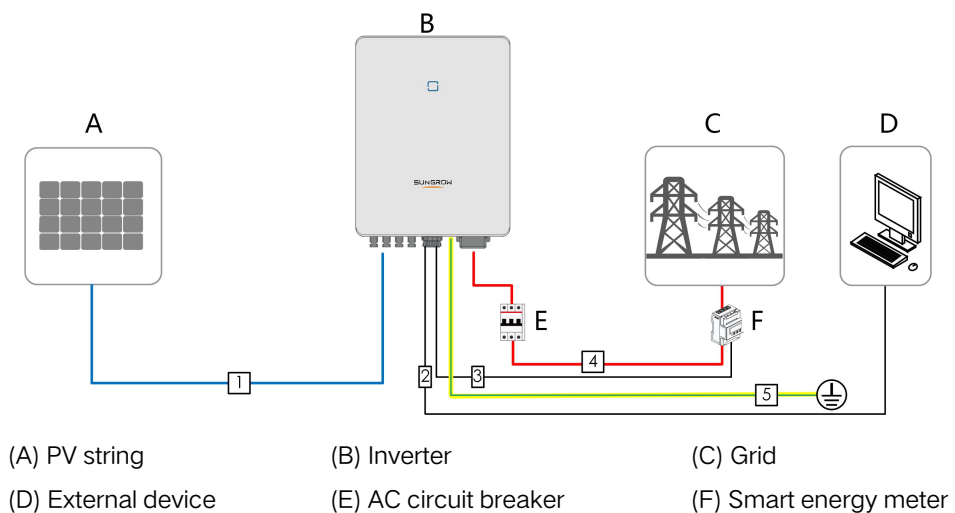 B
A
C
D
SUNGROW
E
F
4
2
3
1
5
(A) PV string
(B) Inverter
(C) Grid
(D) External device
(E) AC circuit breaker
(F) Smart energy meter